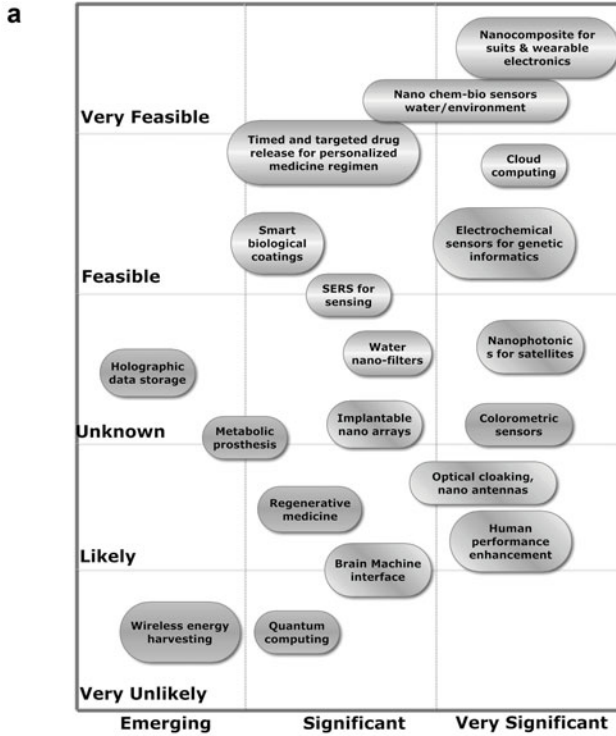 a
Nanocomposite for
suits & wearable
electronics
Nano chem-bio sensors
water/environment
Very Feasible
Timed and targeted drug
release for personalized
medicine regimen
Cloud
computing
Smart
biological
coatings
Electrochemical
sensors for genetic
informatics
Feasible
SERS for
sensing
Water
nano-filters
Nanophotonic
s for satellites
Holographic
data storage
Unknown
Metabolic
prosthesis
Implantable
nano arrays
Colorometric
sensors
Optical cloaking,
nano antennas
Regenerative
medicine
Human
performance
enhancement
Likely
Brain Machine
interface
Wireless energy
harvesting
Quantum
computing
Very Unlikely
Emerging
Significant
Very Significant